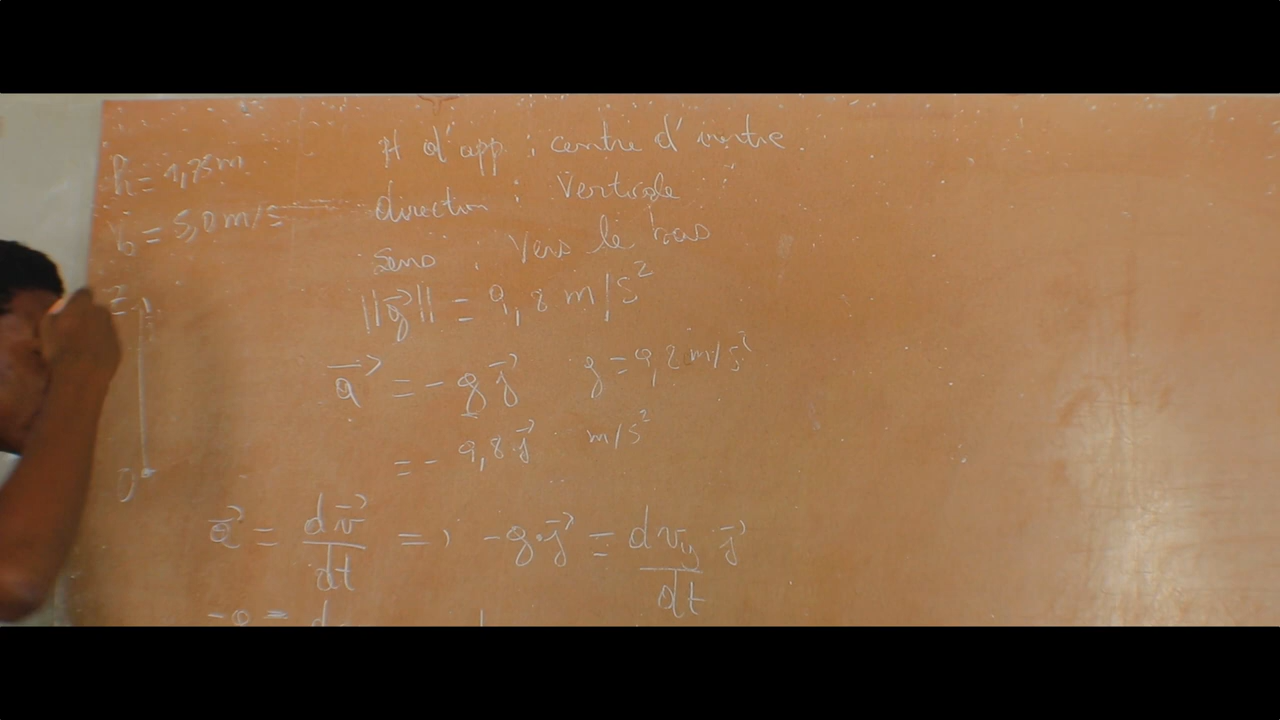 h = 1,75 m
V₀ = 5,0 m/s
z
O
Pt d'app : centre d'inertie.
direction : Verticale
sens : Vers le bas
||g⃗|| = 9,8 m/s²
a⃗ = - g j⃗ g = 9,8 m/s²
= - 9,8 j⃗ m/s²
a⃗ = dv⃗/dt => - g·j⃗ = dv_y/dt j⃗